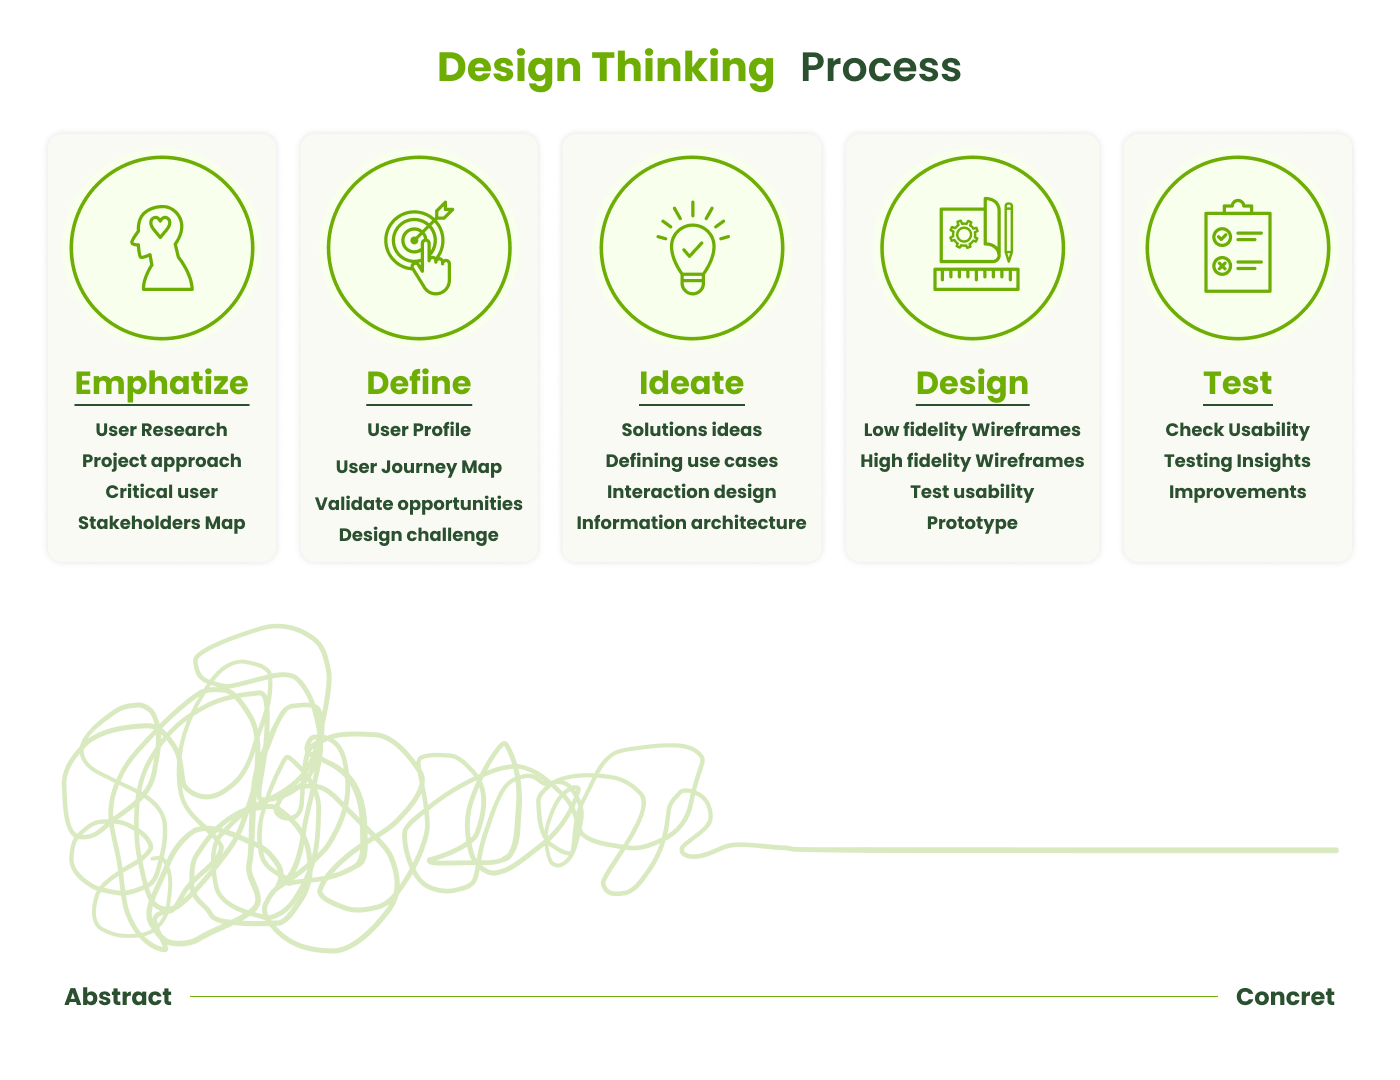 Design Thinking Process
Emphatize
User Research
Project approach
Critical user
Stakeholders Map
Define
User Profile
User Journey Map
Validate opportunities
Design challenge
Ideate
Solutions ideas
Defining use cases
Interaction design
Information architecture
Design
Low fidelity Wireframes
High fidelity Wireframes
Test usability
Prototype
Test
Check Usability
Testing Insights
Improvements
Abstract
Concret